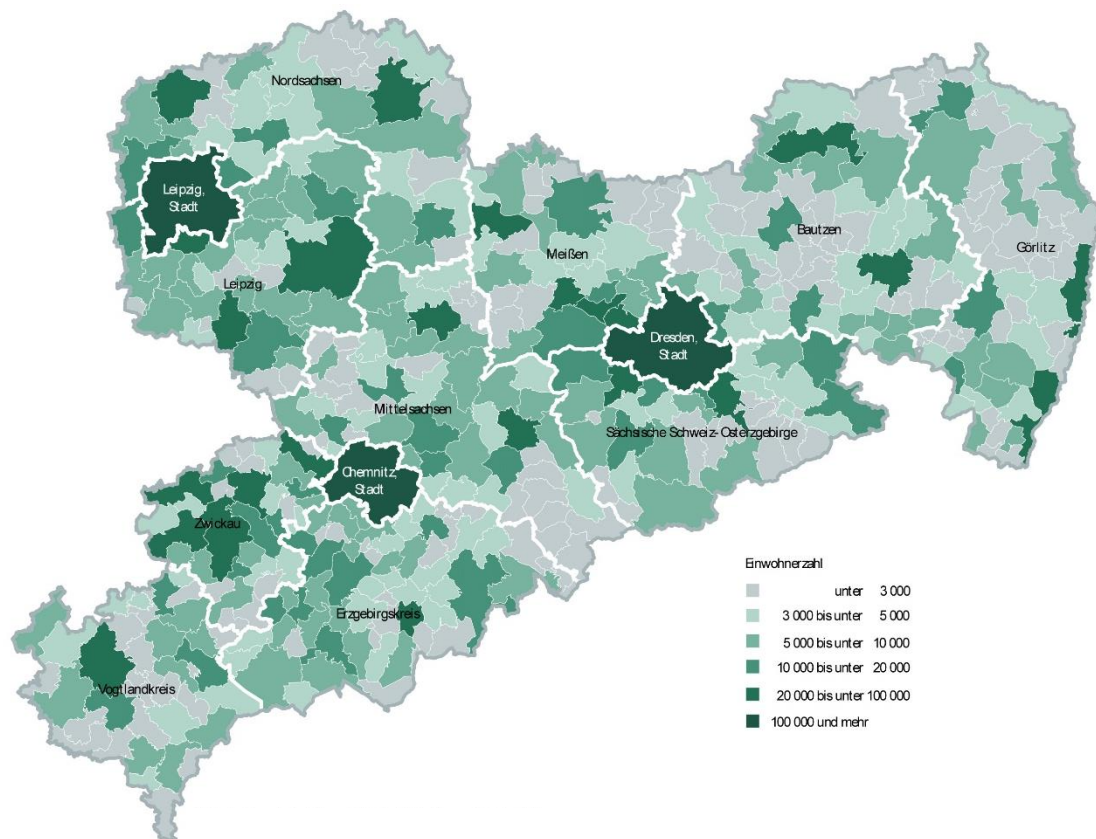 Nordsachsen
Leipzig,
Stadt
Leipzig
Meißen
Bautzen
Görlitz
Dresden,
Stadt
Mittelsachsen
Sächsische Schweiz- Osterzgebirge
Chemnitz,
Stadt
Zwickau
Erzgebirgskreis
Vogtlandkreis
Einwohnerzahl
unter 3 000
3 000 bis unter 5 000
5 000 bis unter 10 000
10 000 bis unter 20 000
20 000 bis unter 100 000
100 000 und mehr